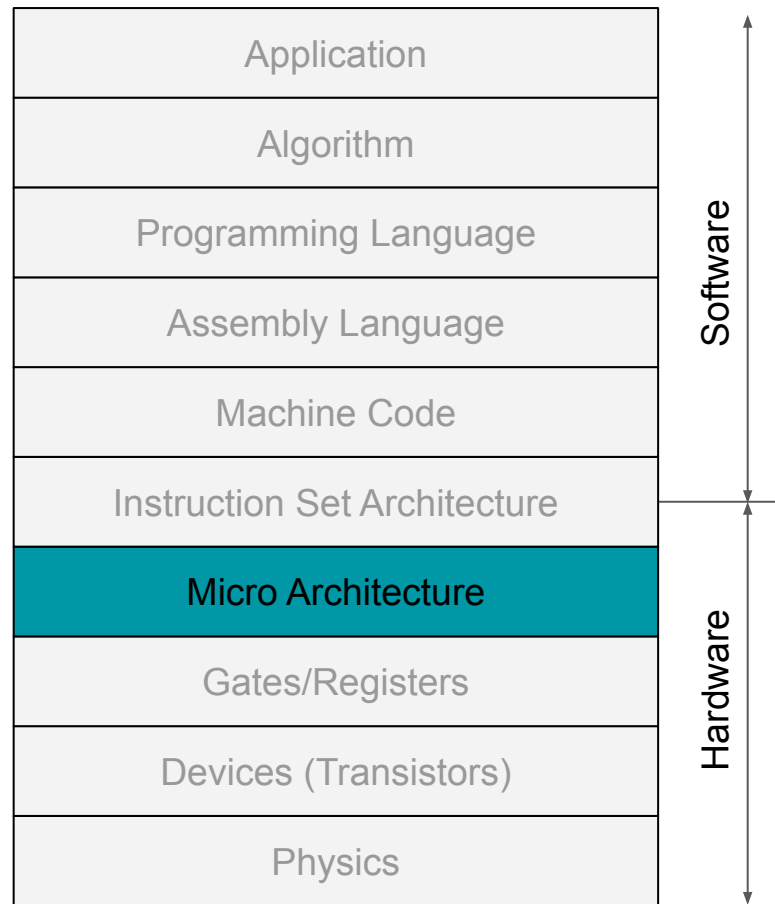 Application
Algorithm
Programming Language
Assembly Language
Machine Code
Instruction Set Architecture
Micro Architecture
Gates/Registers
Devices (Transistors)
Physics
Software
Hardware